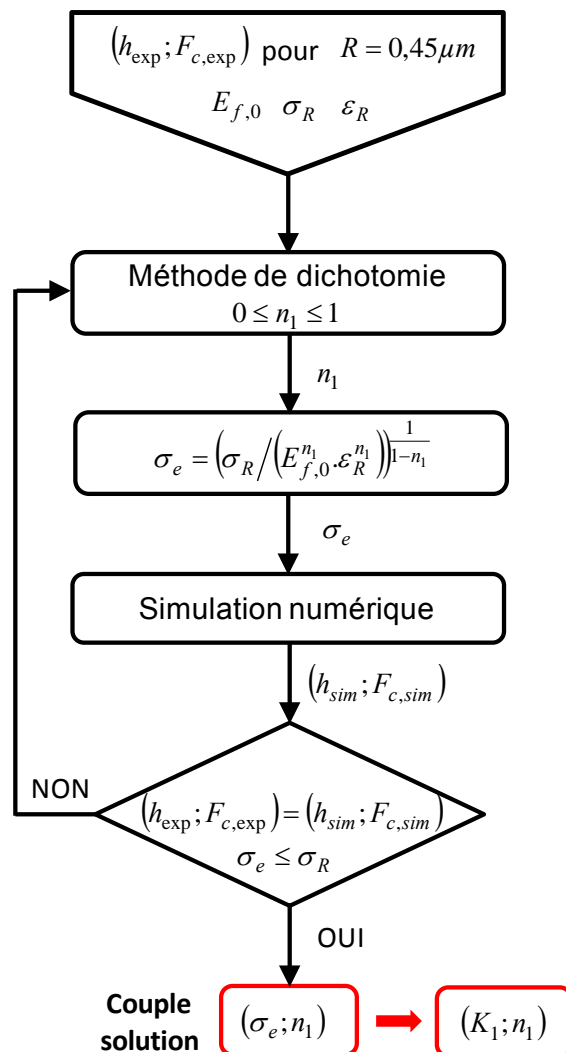 (h_exp ; F_c,exp) pour R = 0,45µm
E_f,0 σ_R ε_R
Méthode de dichotomie
0 ≤ n_1 ≤ 1
n_1
σ_e = (σ_R / (E_f,0^{n_1} . ε_R^{n_1}))^{1/(1−n_1)}
σ_e
Simulation numérique
(h_sim ; F_c,sim)
NON
(h_exp ; F_c,exp) = (h_sim ; F_c,sim)
σ_e ≤ σ_R
OUI
Couple solution
(σ_e ; n_1)
(K_1 ; n_1)